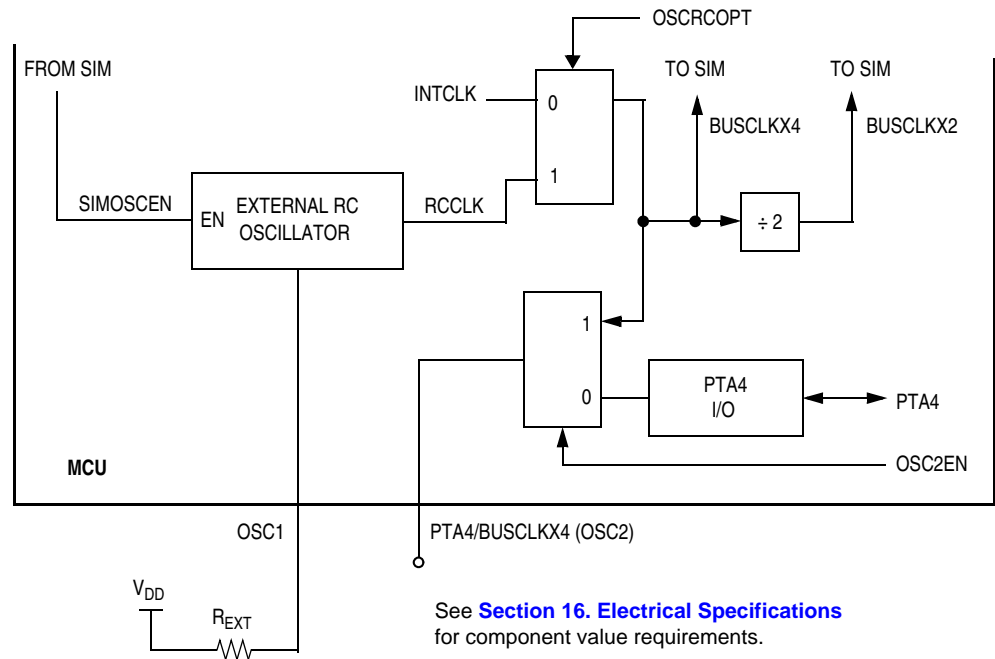 OSCRCOPT
FROM SIM
TO SIM
TO SIM
INTCLK
0
BUSCLKX4
BUSCLKX2
1
SIMOSCEN
EN
EXTERNAL RC
OSCILLATOR
RCCLK
÷ 2
1
0
PTA4
I/O
PTA4
MCU
OSC2EN
OSC1
PTA4/BUSCLKX4 (OSC2)
VDD
REXT
See Section 16. Electrical Specifications
for component value requirements.